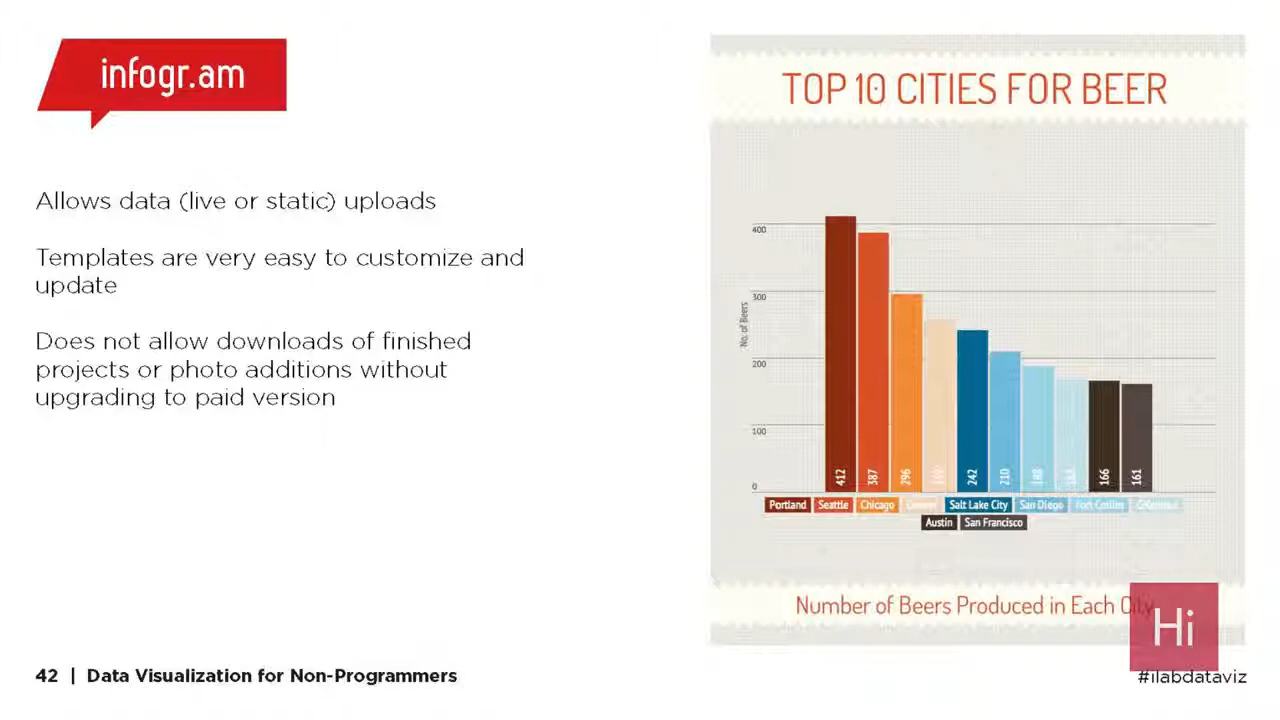 infogr.am
Allows data (live or static) uploads
Templates are very easy to customize and
update
Does not allow downloads of finished
projects or photo additions without
upgrading to paid version
TOP 10 CITIES FOR BEER
No. of Beers
400
300
200
100
0
412 387 296 242 210 188 166 161
Portland Seattle Chicago Salt Lake City San Diego Fort Collins
Austin San Francisco
Number of Beers Produced in Each City
Hi
42 | Data Visualization for Non-Programmers
#ilabdataviz